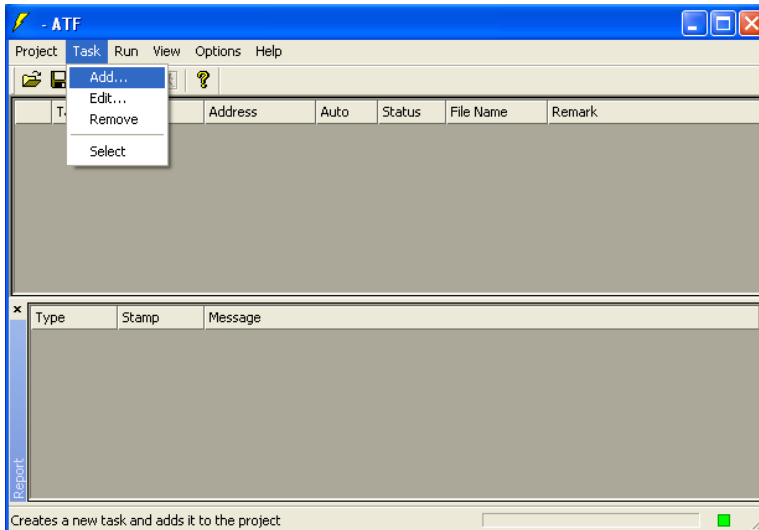 - ATF
Project Task Run View Options Help
Add...
Edit...
Remove
Select
Address Auto Status File Name Remark
Type Stamp Message
Report
Creates a new task and adds it to the project